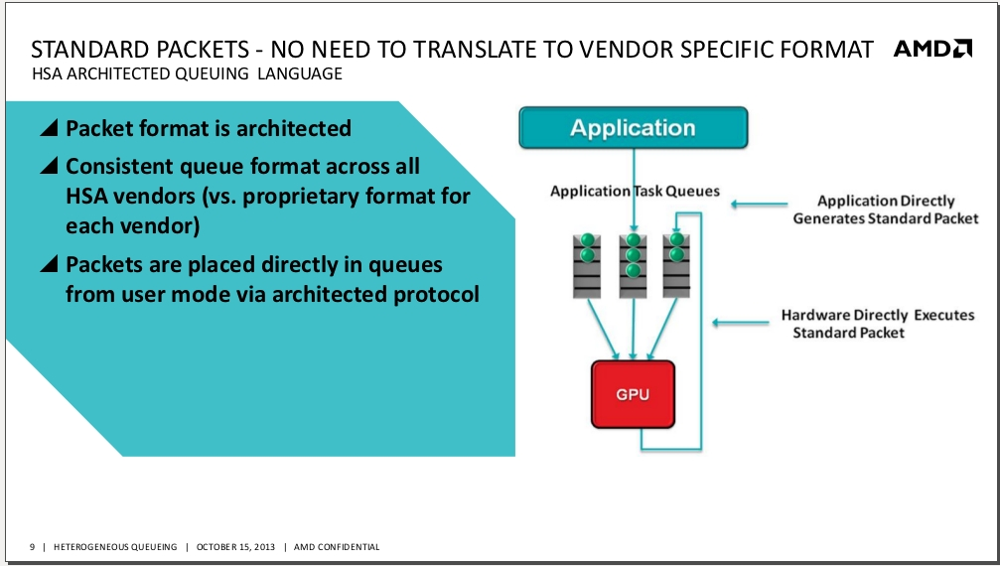 STANDARD PACKETS - NO NEED TO TRANSLATE TO VENDOR SPECIFIC FORMAT
AMD
HSA ARCHITECTED QUEUING LANGUAGE
Packet format is architected
Consistent queue format across all
HSA vendors (vs. proprietary format for
each vendor)
Packets are placed directly in queues
from user mode via architected protocol
Application
Application Task Queues
Application Directly
Generates Standard Packet
Hardware Directly Executes
Standard Packet
GPU
9 | HETEROGENEOUS QUEUEING | OCTOBER 15, 2013 | AMD CONFIDENTIAL